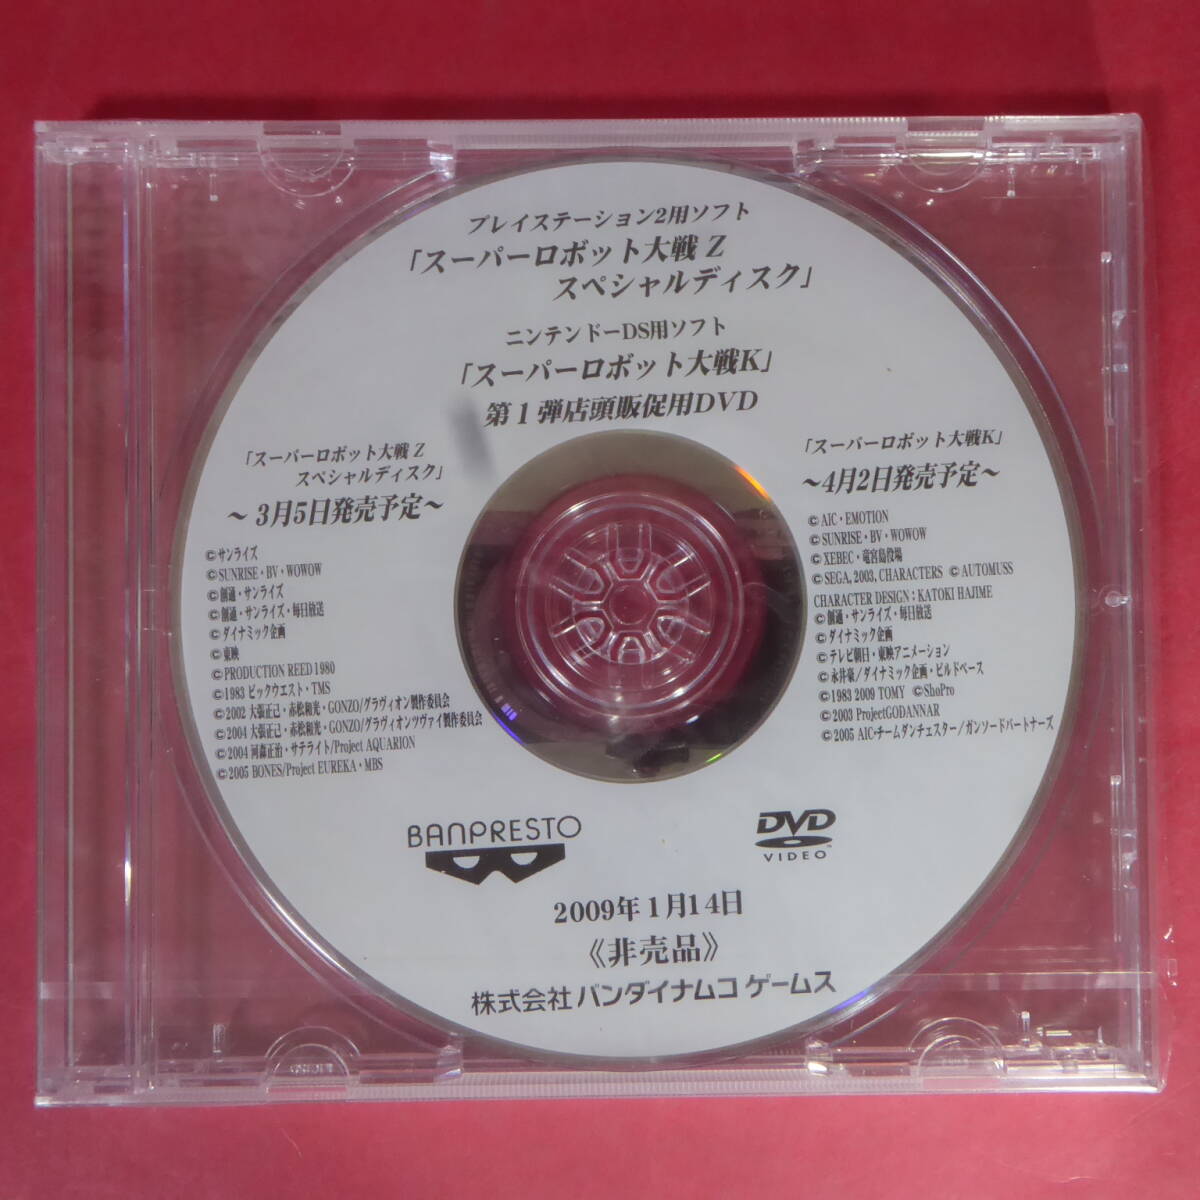 プレイステーション2用ソフト
「スーパーロボット大戦 Z
スペシャルディスク」
ニンテンドーDS用ソフト
「スーパーロボット大戦K」
第1弾店頭販促用DVD
「スーパーロボット大戦 Z
スペシャルディスク」
～3月5日発売予定～
©サンライズ
©SUNRISE・BV・WOWOW
©創通・サンライズ
©創通・サンライズ・毎日放送
©ダイナミック企画
©東映
©PRODUCTION REED 1980
©1983 ビックウエスト・TMS
©2002 大張正己・赤松和光・GONZO/グラヴィオン製作委員会
©2004 大張正己・赤松和光・GONZO/グラヴィオンツヴァイ製作委員会
©2004 河森正治・サテライト/Project AQUARION
©2005 BONES/Project EUREKA・MBS
「スーパーロボット大戦K」
～4月2日発売予定～
©AIC・EMOTION
©SUNRISE・BV・WOWOW
©XEBEC・竜宮島役場
©SEGA, 2003, CHARACTERS ©AUTOMUSS
CHARACTER DESIGN：KATOKI HAJIME
©創通・サンライズ・毎日放送
©ダイナミック企画
©テレビ朝日・東映アニメーション
©永井豪/ダイナミック企画・ビルドベース
©1983 2009 TOMY ©ShoPro
©2003 ProjectGODANNAR
©2005 AIC・チームダンチェスター/ガンソードパートナーズ
BANPRESTO
DVD
VIDEO
2009年1月14日
《非売品》
株式会社バンダイナムコゲームス